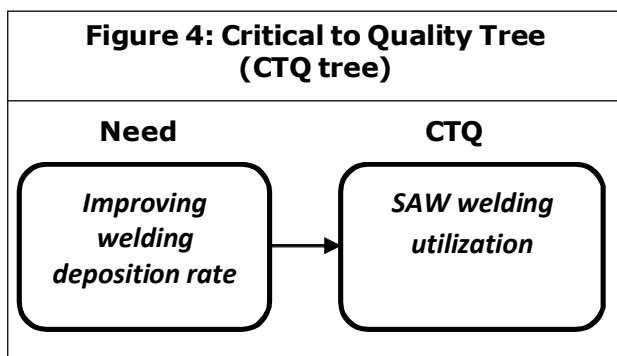 Figure 4: Critical to Quality Tree
(CTQ tree)
Need
CTQ
Improving
welding
deposition rate
SAW welding
utilization